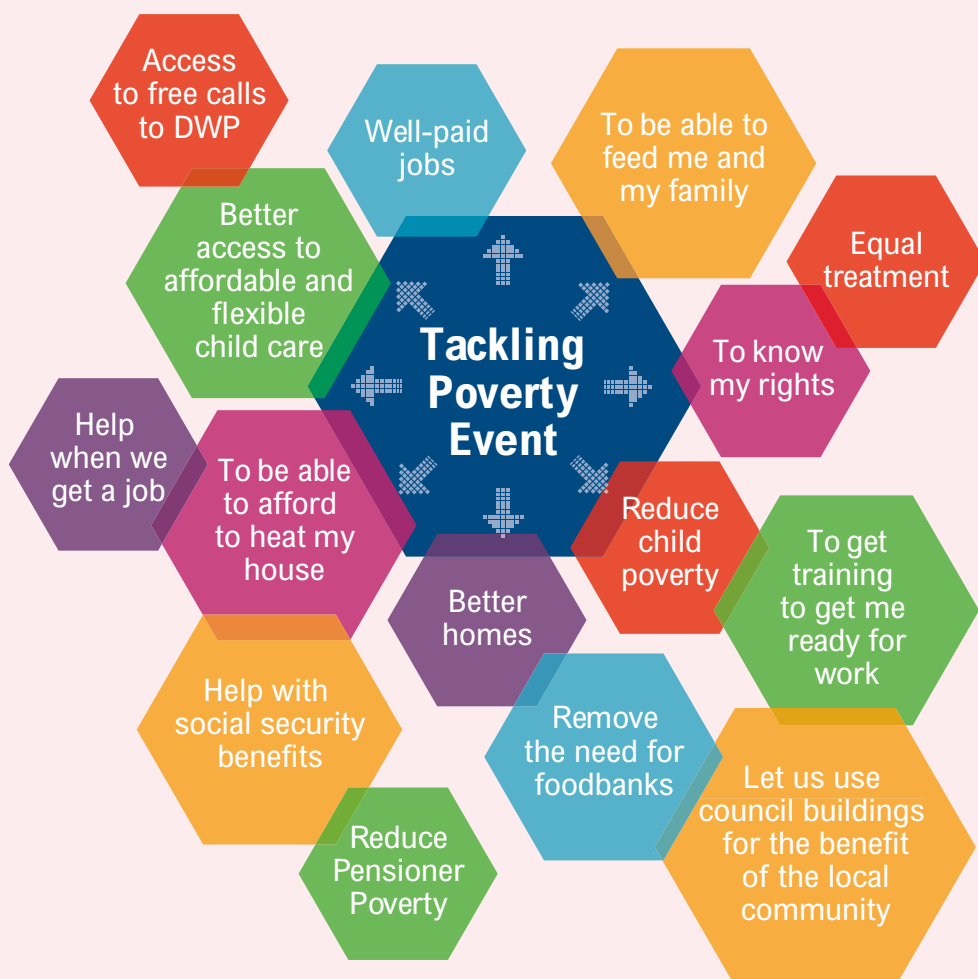 Access
to free calls
to DWP
Well-paid
jobs
To be able to
feed me and
my family
Better
access to
affordable and
flexible
child care
Equal
treatment
Tackling
Poverty
Event
To know
my rights
Help
when we
get a job
To be able
to afford
to heat my
house
Reduce
child
poverty
To get
training
to get me
ready for
work
Better
homes
Help with
social security
benefits
Remove
the need for
foodbanks
Let us use
council buildings
for the benefit
of the local
community
Reduce
Pensioner
Poverty